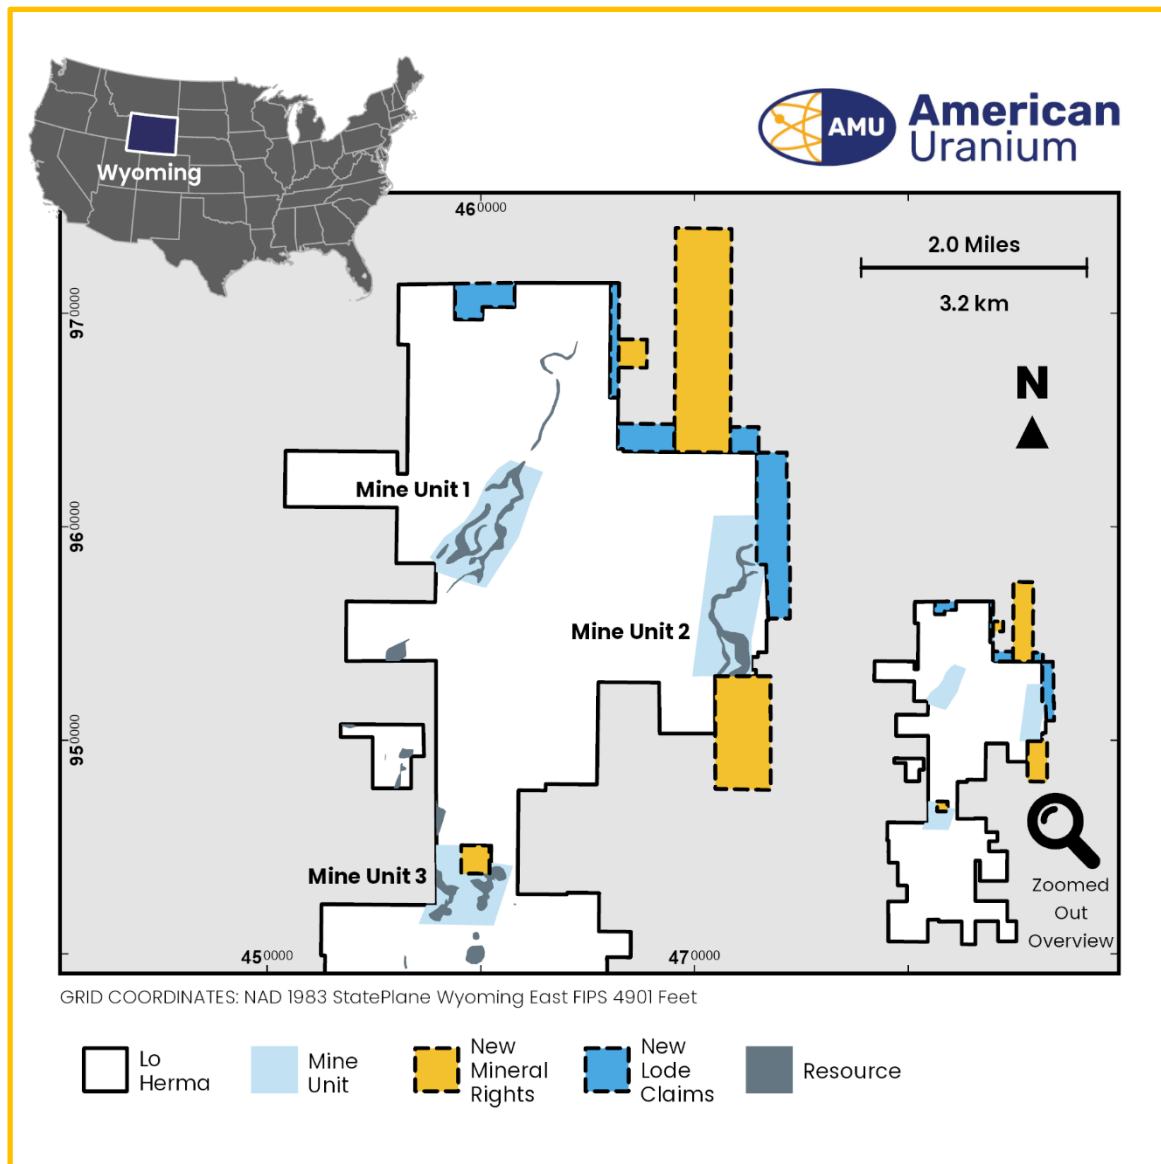 Wyoming
AMU
American
Uranium
460000
2.0 Miles
3.2 km
N
970000
960000
950000
Mine Unit 1
Mine Unit 2
Mine Unit 3
450000
470000
Zoomed
Out
Overview
GRID COORDINATES: NAD 1983 StatePlane Wyoming East FIPS 4901 Feet
Lo
Herma
Mine
Unit
New
Mineral
Rights
New
Lode
Claims
Resource